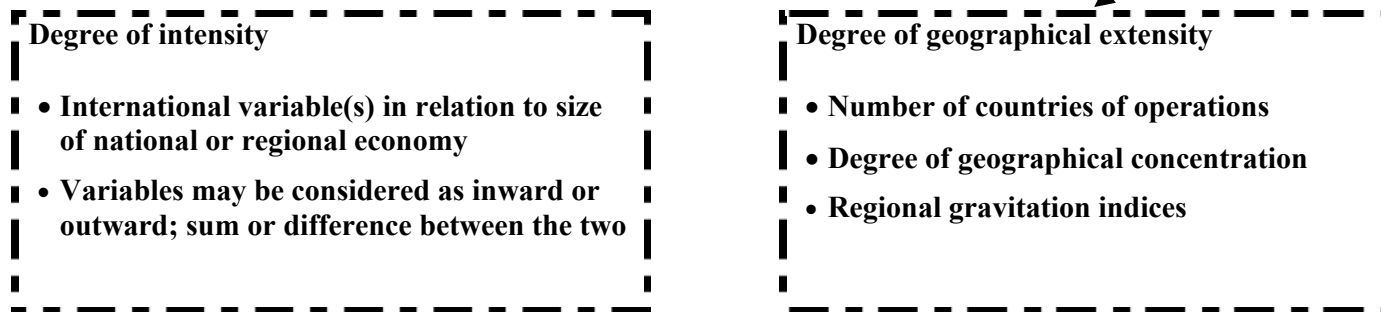 Degree of intensity
• International variable(s) in relation to size
of national or regional economy
• Variables may be considered as inward or
outward; sum or difference between the two
Degree of geographical extensity
• Number of countries of operations
• Degree of geographical concentration
• Regional gravitation indices